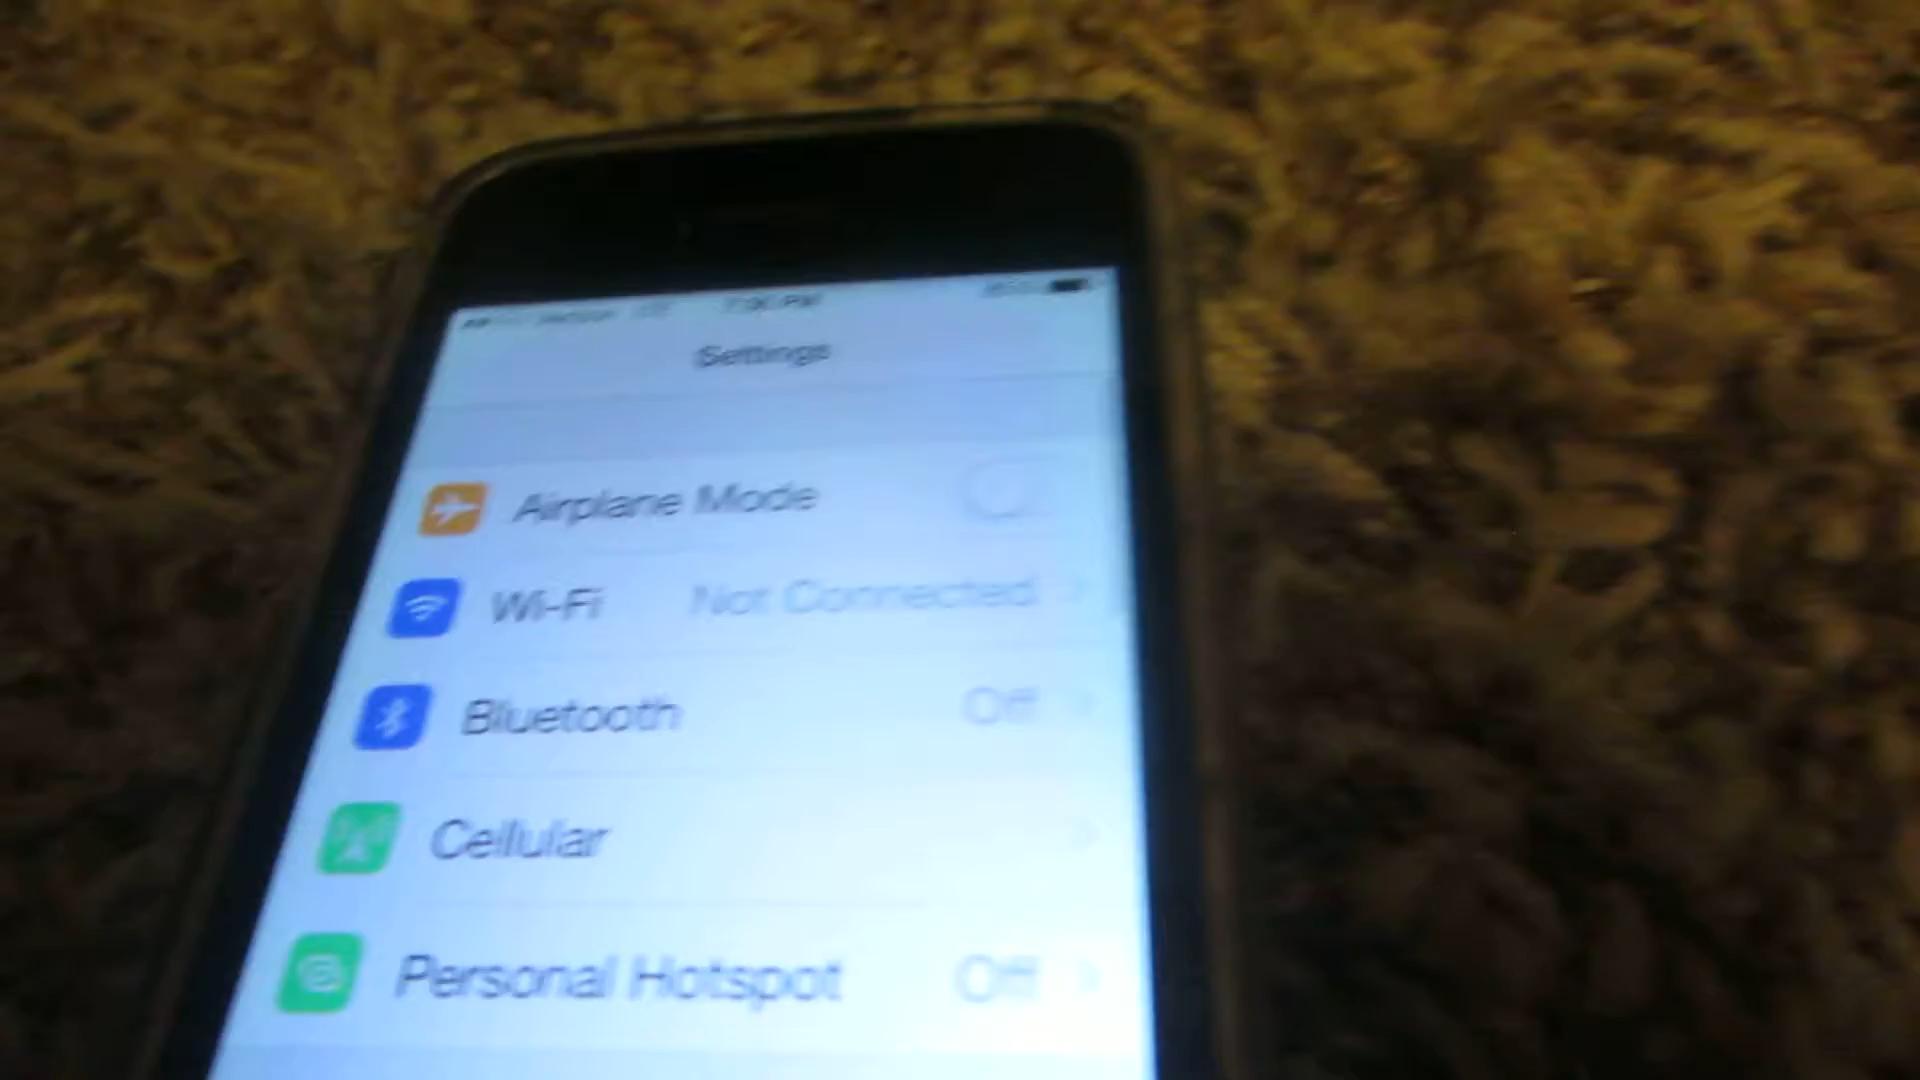 Settings
Airplane Mode
Wi-Fi Not Connected
Bluetooth Off
Cellular
Personal Hotspot Off